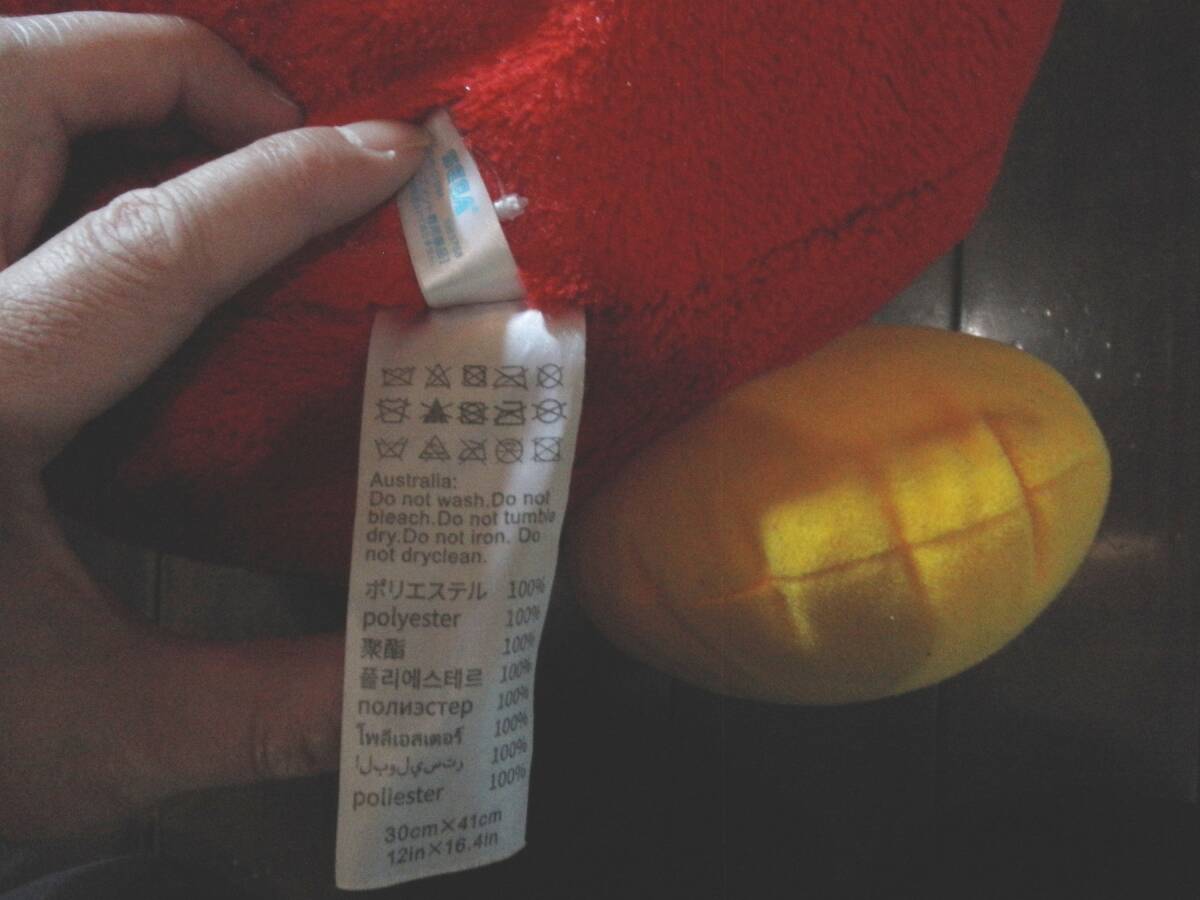 SEGA
Australia:
Do not wash.Do not
bleach.Do not tumble
dry.Do not iron. Do
not dryclean.
ポリエステル 100%
polyester 100%
聚酯 100%
폴리에스테르 100%
полиэстер 100%
โพลีเอสเตอร์ 100%
البوليستر 100%
poliester 100%
30cm×41cm
12in×16.4in